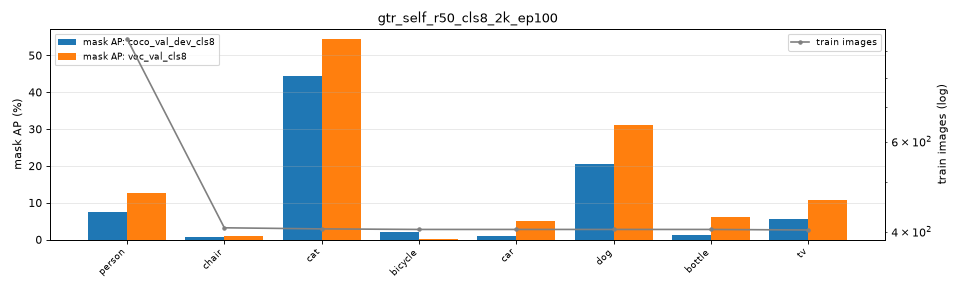 gtr_self_r50_cls8_2k_ep100
mask AP: coco_val_dev_cls8
mask AP: voc_val_cls8
train images
mask AP (%)
50
40
30
20
10
0
6 × 10²
4 × 10²
train images (log)
person
chair
cat
bicycle
car
dog
bottle
tv